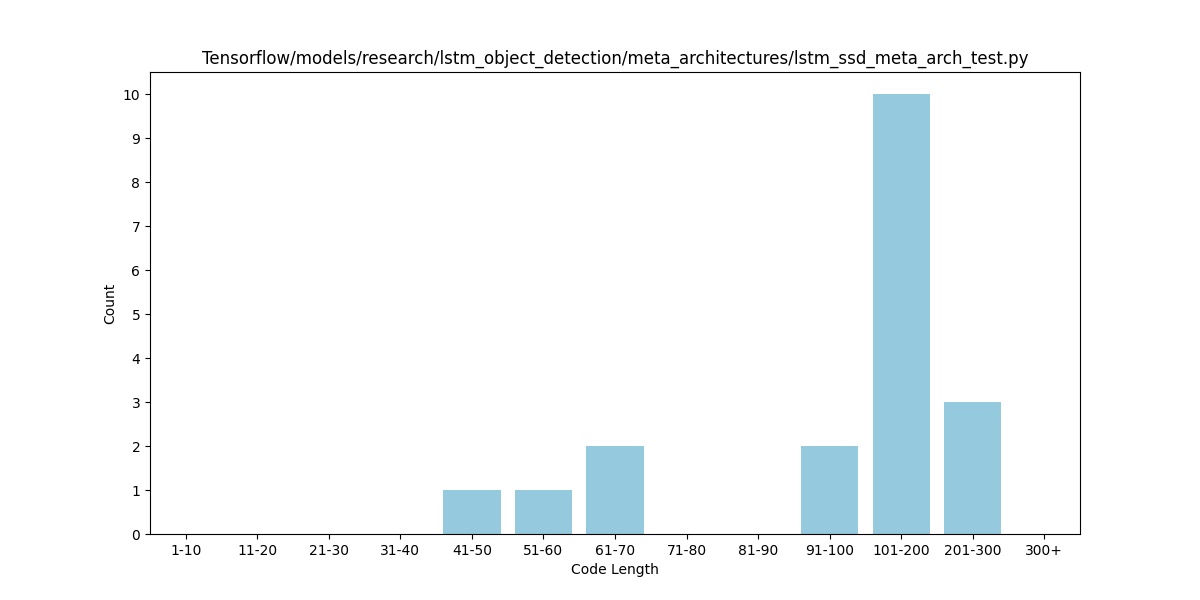 Tensorflow/models/research/lstm_object_detection/meta_architectures/lstm_ssd_meta_arch_test.py
10
9
8
7
6
5
4
3
2
1
0
Count
1-10 11-20 21-30 31-40 41-50 51-60 61-70 71-80 81-90 91-100 101-200 201-300 300+
Code Length